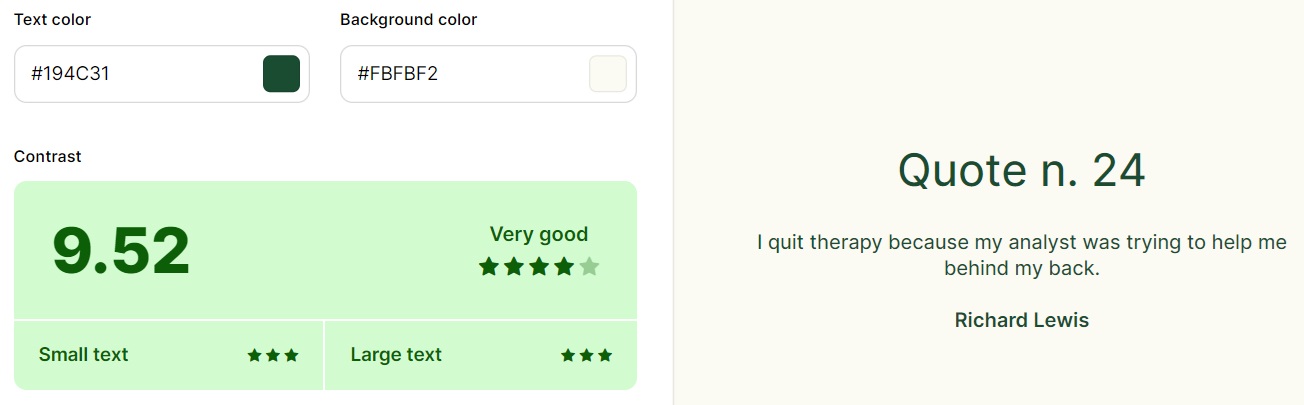 Text color
Background color
#194C31
#FBFBF2
Contrast
9.52
Very good
Small text
Large text
Quote n. 24
I quit therapy because my analyst was trying to help me
behind my back.
Richard Lewis